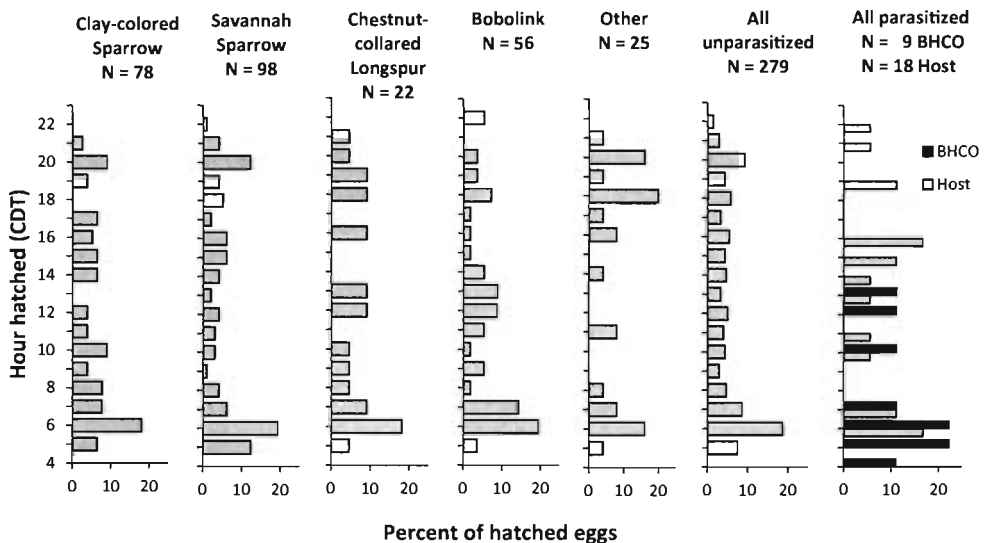 Clay-colored
Sparrow
N = 78
Savannah
Sparrow
N = 98
Chestnut-
collared
Longspur
N = 22
Bobolink
N = 56
Other
N = 25
All
unparasitized
N = 279
All parasitized
N = 9 BHCO
N = 18 Host
Hour hatched (CDT)
22
20
18
16
14
12
10
8
6
4
BHCO
Host
0 10 20
0 10 20
0 10 20
0 10 20
0 10 20
0 10 20
0 10 20
Percent of hatched eggs